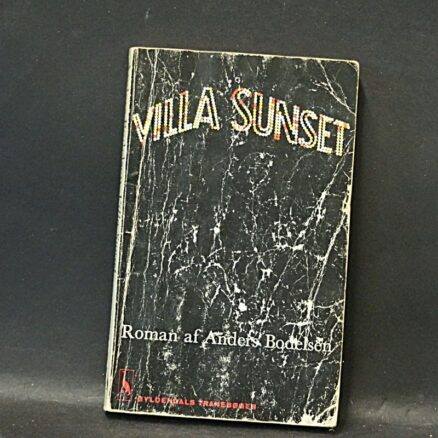 VILLA SUNSET
Roman af Anders Bodelsen
GYLDENDALS TRANEBØGER